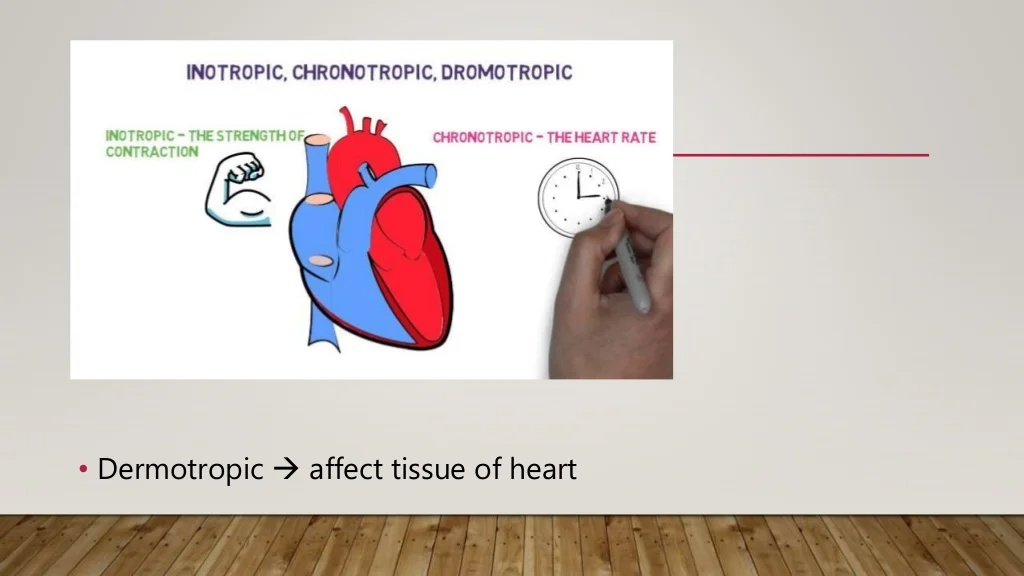 INOTROPIC, CHRONOTROPIC, DROMOTROPIC
INOTROPIC – THE STRENGTH OF
CONTRACTION
CHRONOTROPIC – THE HEART RATE
• Dermotropic → affect tissue of heart